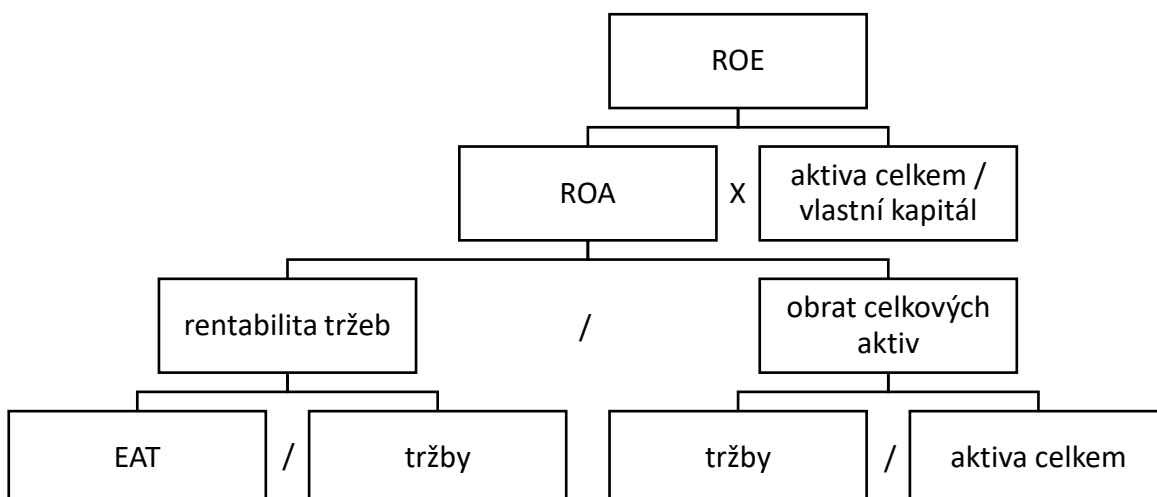 ROE
ROA
X
aktiva celkem /
vlastní kapitál
rentabilita tržeb
/
obrat celkových
aktiv
EAT
/
tržby
tržby
/
aktiva celkem